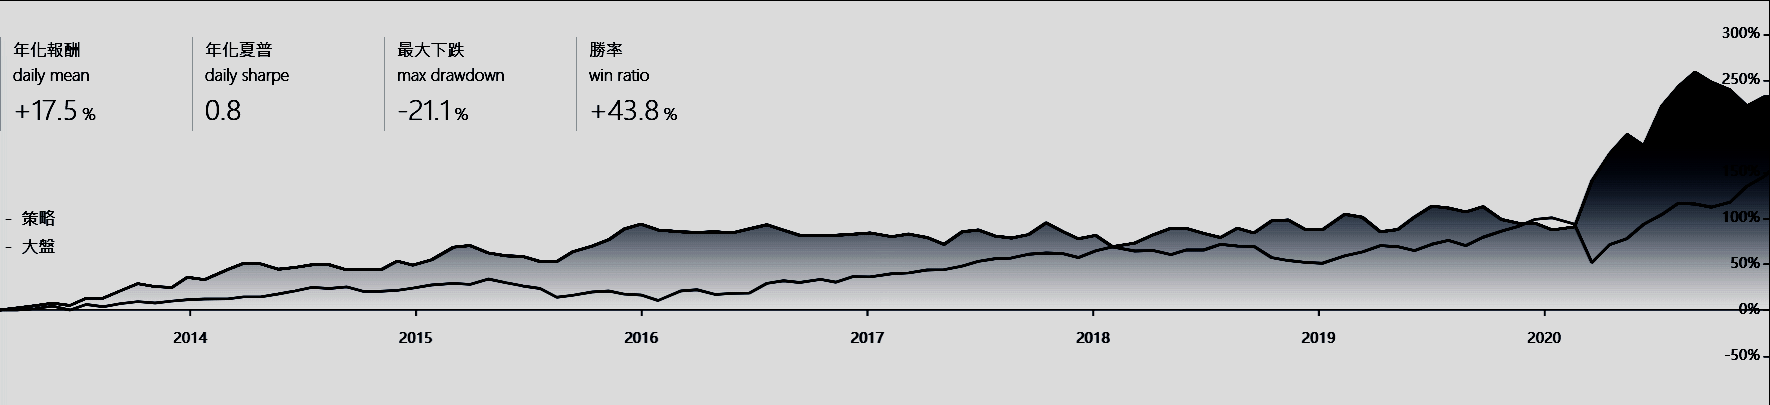 年化報酬
daily mean
+17.5 %
年化夏普
daily sharpe
0.8
最大下跌
max drawdown
-21.1 %
勝率
win ratio
+43.8 %
- 策略
- 大盤
300%
250%
150%
100%
50%
0%
-50%
2014 2015 2016 2017 2018 2019 2020